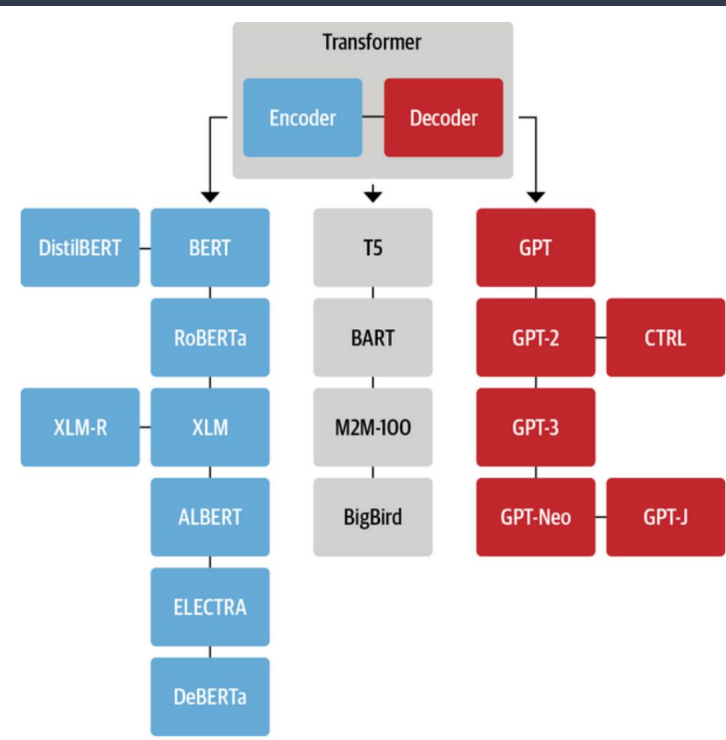 Transformer
Encoder
Decoder
DistilBERT
BERT
T5
GPT
RoBERTa
BART
GPT-2
CTRL
XLM-R
XLM
M2M-100
GPT-3
ALBERT
BigBird
GPT-Neo
GPT-J
ELECTRA
DeBERTa